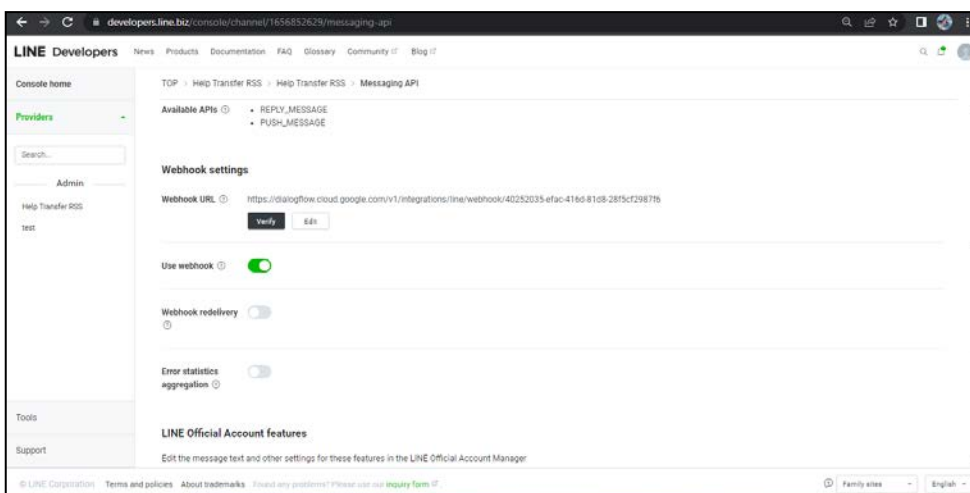 developers.line.biz/console/channel/1656852629/messaging-api
LINE Developers News Products Documentation FAQ Glossary Community Blog
Console home
TOP > Help Transfer RSS > Help Transfer RSS > Messaging API
Available APIs
• REPLY_MESSAGE
• PUSH_MESSAGE
Providers
Search...
Admin
Help Transfer RSS
test
Webhook settings
Webhook URL https://dialogflow.cloud.google.com/v1/integrations/line/webhook/40252035-efac-416d-81d8-28f5cf2987f6
Verify Edit
Use webhook
Webhook redelivery
Error statistics
aggregation
Tools
Support
LINE Official Account features
Edit the message text and other settings for these features in the LINE Official Account Manager
© LINE Corporation Terms and policies About trademarks Found any problems? Please use our inquiry form
Family sites English